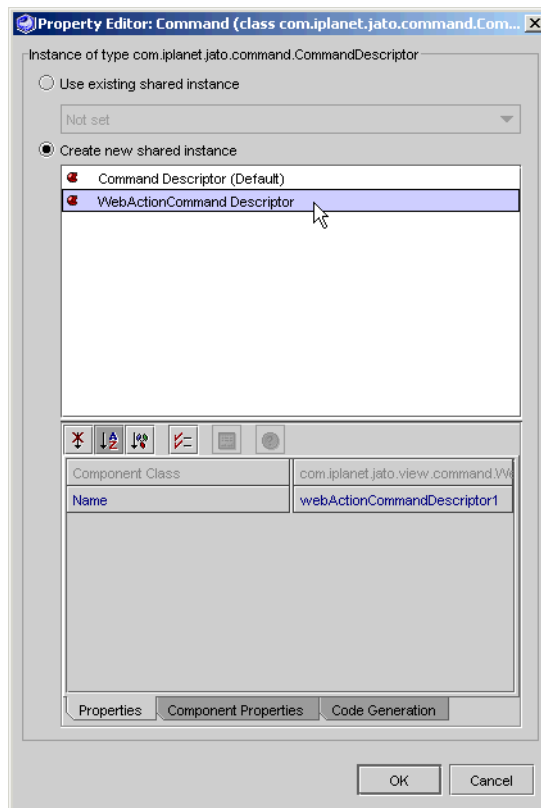 Property Editor: Command (class com.iplanet.jato.command.Com...
Instance of type com.iplanet.jato.command.CommandDescriptor
Use existing shared instance
Not set
Create new shared instance
Command Descriptor (Default)
WebActionCommand Descriptor
Component Class com.iplanet.jato.view.command.We
Name webActionCommandDescriptor1
Properties Component Properties Code Generation
OK Cancel